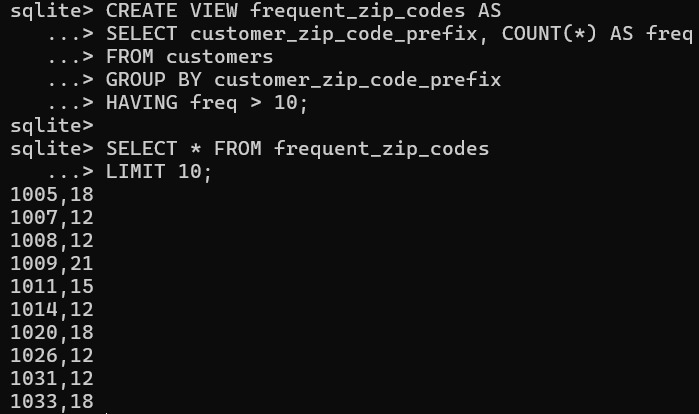 sqlite> CREATE VIEW frequent_zip_codes AS
   ...> SELECT customer_zip_code_prefix, COUNT(*) AS freq
   ...> FROM customers
   ...> GROUP BY customer_zip_code_prefix
   ...> HAVING freq > 10;
sqlite>
sqlite> SELECT * FROM frequent_zip_codes
   ...> LIMIT 10;
1005,18
1007,12
1008,12
1009,21
1011,15
1014,12
1020,18
1026,12
1031,12
1033,18